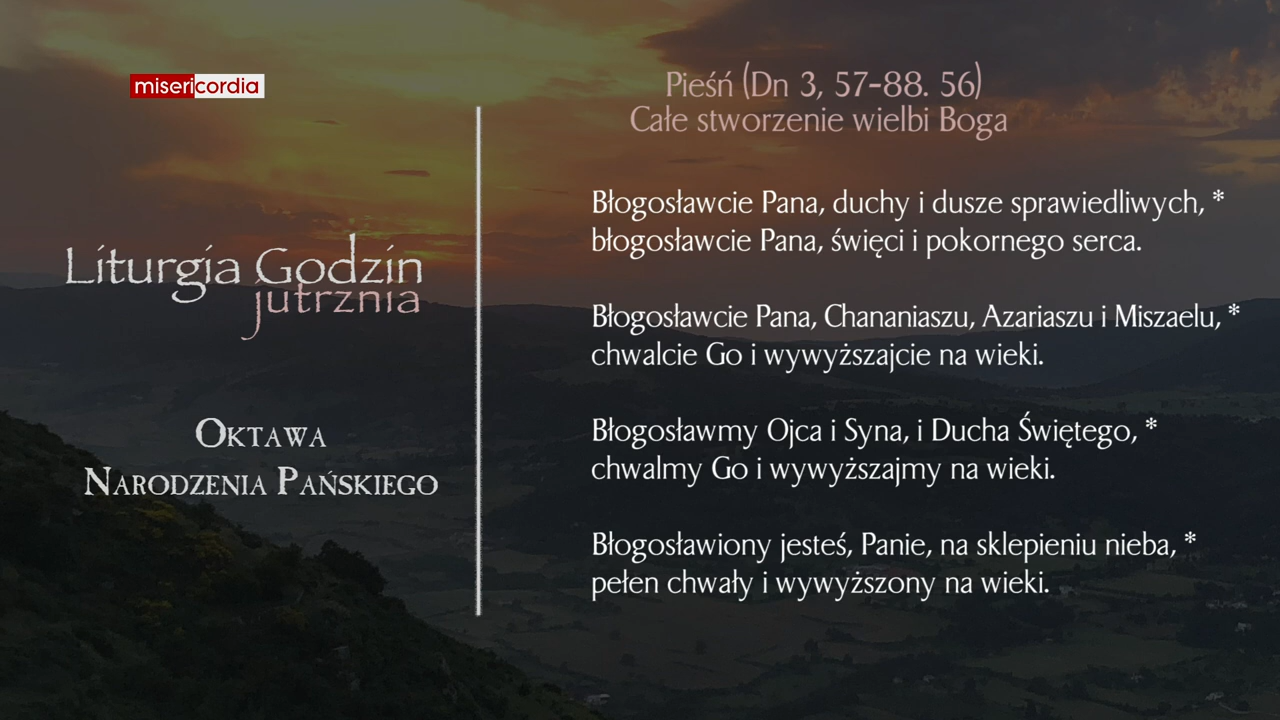 misericordia
Liturgia Godzin
jutrznia
Oktawa
Narodzenia Pańskiego
Pieśń (Dn 3, 57-88. 56)
Całe stworzenie wielbi Boga
Błogosławcie Pana, duchy i dusze sprawiedliwych, *
błogosławcie Pana, święci i pokornego serca.
Błogosławcie Pana, Chananiaszu, Azariaszu i Miszaelu, *
chwalcie Go i wywyższajcie na wieki.
Błogosławmy Ojca i Syna, i Ducha Świętego, *
chwalmy Go i wywyższajmy na wieki.
Błogosławiony jesteś, Panie, na sklepieniu nieba, *
pełen chwały i wywyższony na wieki.